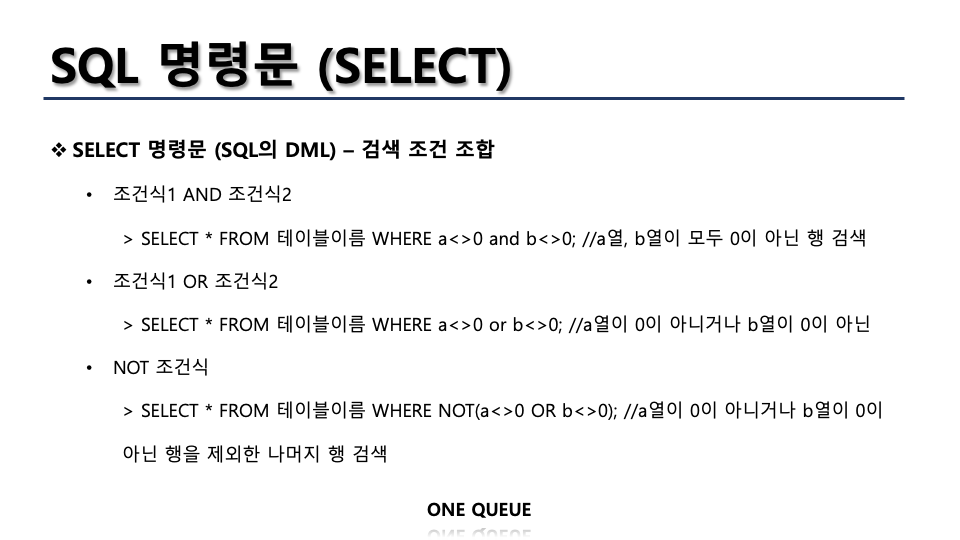 SQL 명령문 (SELECT)
❖ SELECT 명령문 (SQL의 DML) – 검색 조건 조합
• 조건식1 AND 조건식2
> SELECT * FROM 테이블이름 WHERE a<>0 and b<>0; //a열, b열이 모두 0이 아닌 행 검색
• 조건식1 OR 조건식2
> SELECT * FROM 테이블이름 WHERE a<>0 or b<>0; //a열이 0이 아니거나 b열이 0이 아닌
• NOT 조건식
> SELECT * FROM 테이블이름 WHERE NOT(a<>0 OR b<>0); //a열이 0이 아니거나 b열이 0이
아닌 행을 제외한 나머지 행 검색
ONE QUEUE